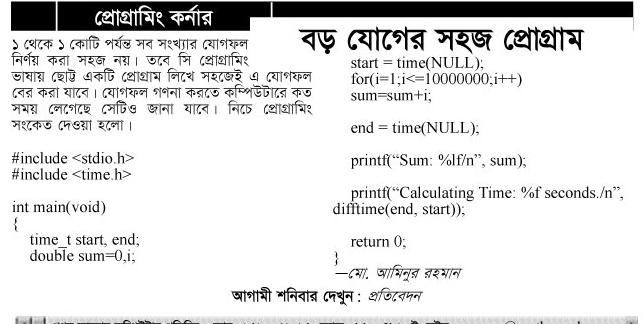 প্রোগ্রামিং কর্নার
বড় যোগের সহজ প্রোগ্রাম
১ থেকে ১ কোটি পর্যন্ত সব সংখ্যার যোগফল
নির্ণয় করা সহজ নয়। তবে সি প্রোগ্রামিং
ভাষায় ছোট্ট একটি প্রোগ্রাম লিখে সহজেই এ যোগফল
বের করা যাবে। যোগফল গণনা করতে কম্পিউটারে কত
সময় লেগেছে সেটিও জানা যাবে। নিচে প্রোগ্রামিং
সংকেত দেওয়া হলো।
#include <stdio.h>
#include <time.h>
int main(void)
{
time_t start, end;
double sum=0,i;
start = time(NULL);
for(i=1;i<=10000000;i++)
sum=sum+i;
end = time(NULL);
printf(“Sum: %lf/n”, sum);
printf(“Calculating Time: %f seconds./n”,
difftime(end, start));
return 0;
}
—মো. আমিনুর রহমান
আগামী শনিবার দেখুন : প্রতিবেদন